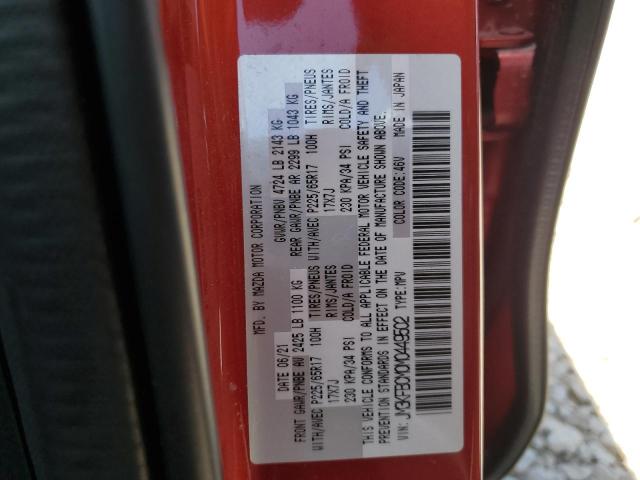 MFD. BY MAZDA MOTOR CORPORATION
DATE 06/21 GVWR/PNBV 4724 LB 2143 KG
FRONT GAWR/PNBE AV 2425 LB 1100 KG REAR GAWR/PNBE AR 2299 LB 1043 KG
WITH/AVEC P225/65R17 100H TIRES/PNEUS WITH/AVEC P225/65R17 100H TIRES/PNEUS
17X7J RIMS/JANTES 17X7J RIMS/JANTES
230 KPA/34 PSI COLD/A FROID 230 KPA/34 PSI COLD/A FROID
THIS VEHICLE CONFORMS TO ALL APPLICABLE FEDERAL MOTOR VEHICLE SAFETY AND THEFT
PREVENTION STANDARDS IN EFFECT ON THE DATE OF MANUFACTURE SHOWN ABOVE.
VIN: TYPE:MPV COLOR CODE:46V MADE IN JAPAN